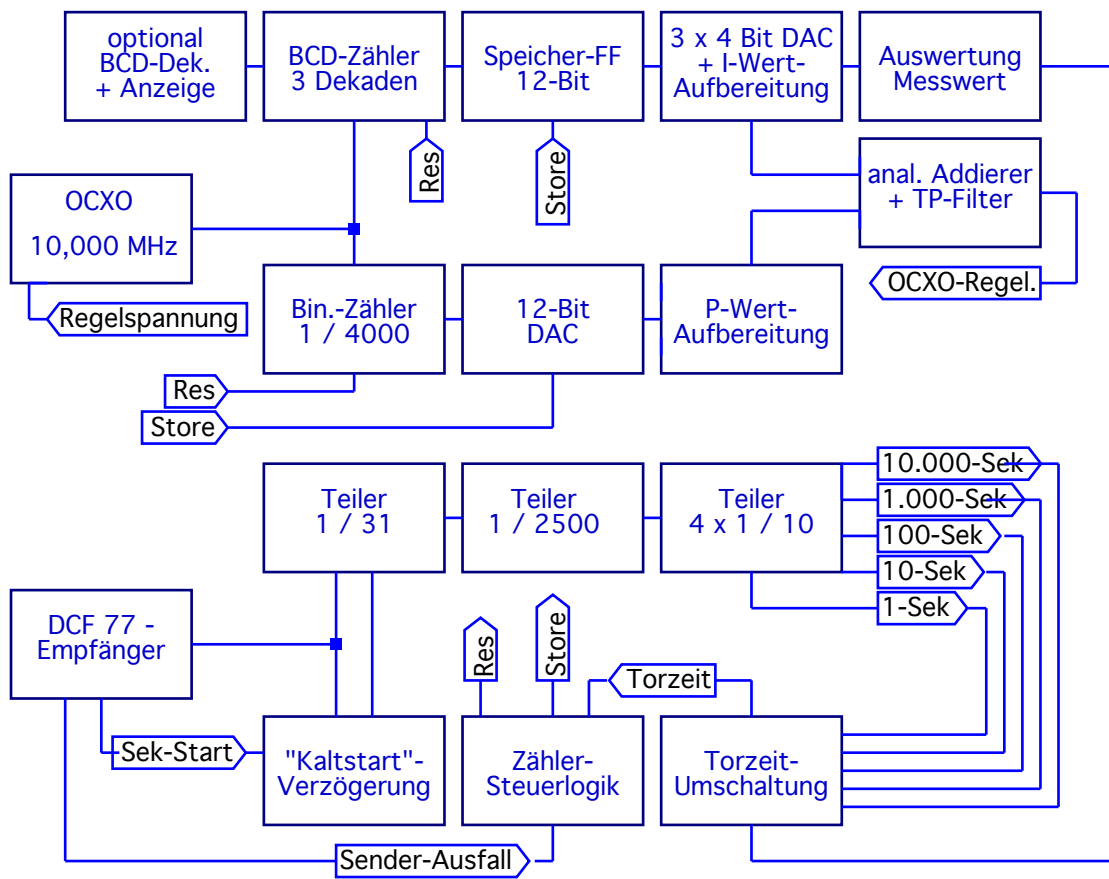 optional
BCD-Dek.
+ Anzeige
BCD-Zähler
3 Dekaden
Speicher-FF
12-Bit
3 x 4 Bit DAC
+ I-Wert-
Aufbereitung
Auswertung
Messwert
Res
Store
anal. Addierer
+ TP-Filter
OCXO
10,000 MHz
OCXO-Regel.
Regelspannung
Bin.-Zähler
1 / 4000
12-Bit
DAC
P-Wert-
Aufbereitung
Res
Store
Teiler
1 / 31
Teiler
1 / 2500
Teiler
4 x 1 / 10
10.000-Sek
1.000-Sek
100-Sek
10-Sek
1-Sek
DCF 77 -
Empfänger
Res
Store
Torzeit
Sek-Start
"Kaltstart"-
Verzögerung
Zähler-
Steuerlogik
Torzeit-
Umschaltung
Sender-Ausfall